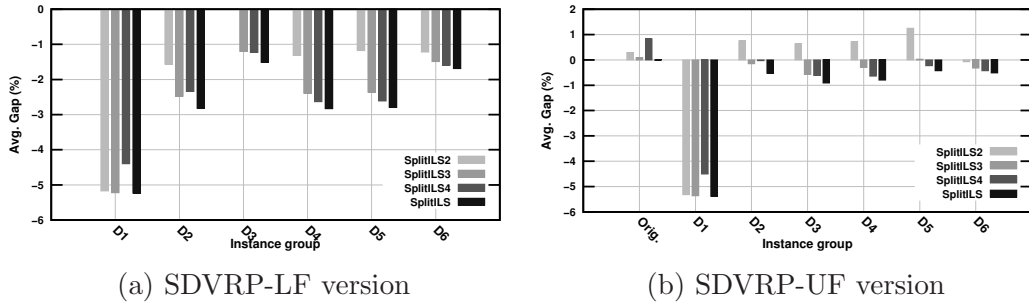 0
−1
−2
−3
−4
−5
−6
Avg. Gap (%)
SplitILS2
SplitILS3
SplitILS4
SplitILS
D1
D2
D3
D4
D5
D6
Instance group
(a) SDVRP-LF version
2
1
0
−1
−2
−3
−4
−5
−6
Avg. Gap (%)
SplitILS2
SplitILS3
SplitILS4
SplitILS
Orig.
D1
D2
D3
D4
D5
D6
Instance group
(b) SDVRP-UF version